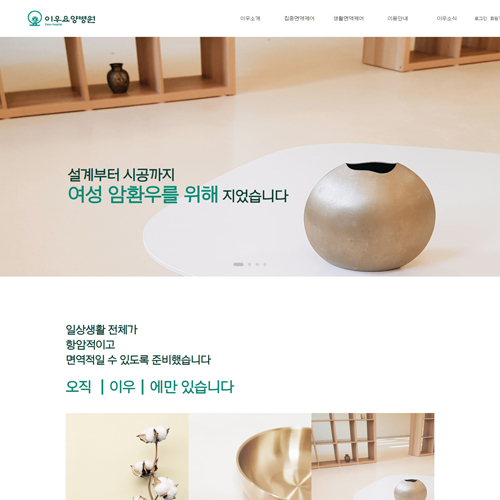 이우요양병원
이우소개
집중면역케어
생활면역케어
이용안내
이우소식
로그인
설계부터 시공까지
여성 암환우를 위해 지었습니다
일상생활 전체가
항암적이고
면역적일 수 있도록 준비했습니다
오직 | 이우 | 에만 있습니다